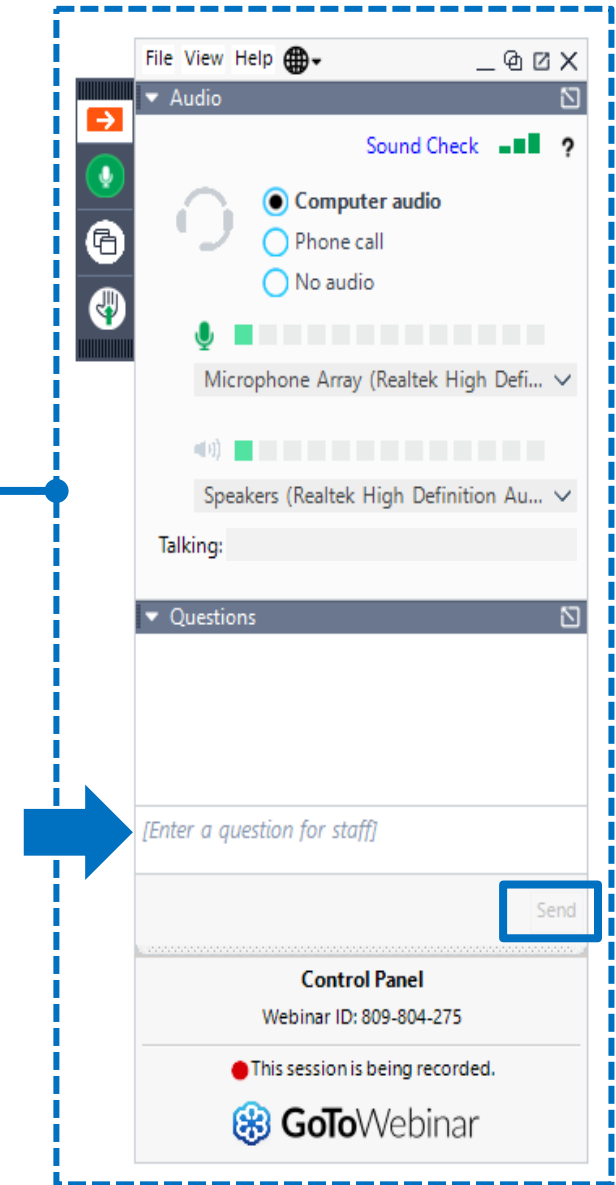 File View Help
Audio
Sound Check ?
Computer audio
Phone call
No audio
Microphone Array (Realtek High Defi...
Speakers (Realtek High Definition Au...
Talking:
Questions
[Enter a question for staff]
Send
Control Panel
Webinar ID: 809-804-275
This session is being recorded.
GoToWebinar